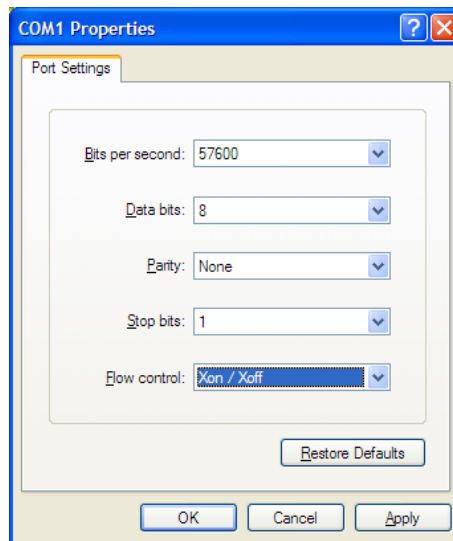 COM1 Properties
Port Settings
Bits per second: 57600
Data bits: 8
Parity: None
Stop bits: 1
Flow control: Xon / Xoff
Restore Defaults
OK Cancel Apply